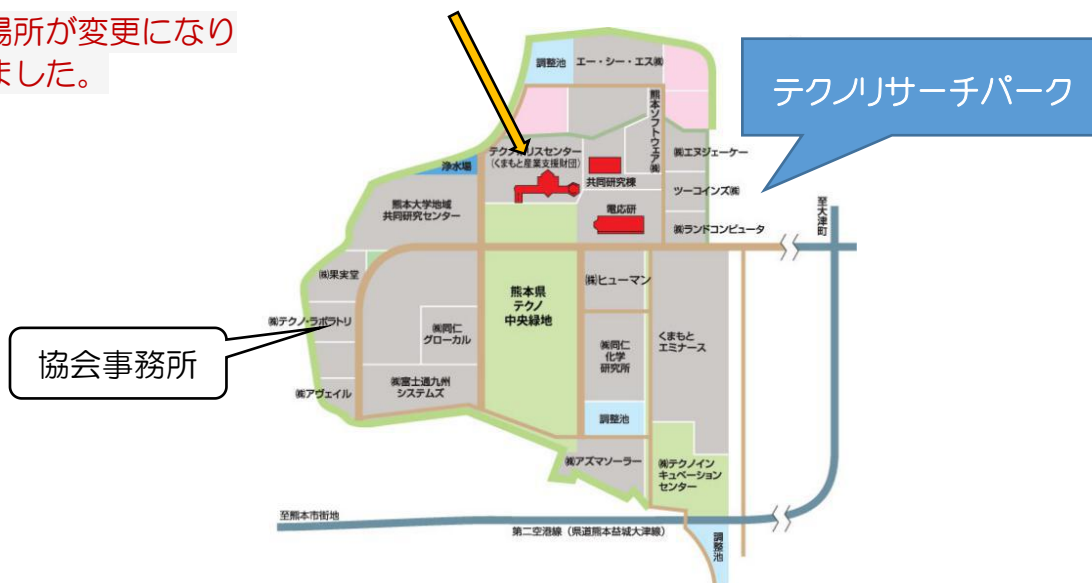 場所が変更になり
ました。
テクノリサーチパーク
調整池
エー・シー・エス㈱
熊本ソフトウェア㈱
(くまもと産業支援財団)
浄水場
共同研究棟
㈱エヌジェーケー
ツーコインズ㈱
至大津町
熊本大学地域
共同研究センター
電応研
㈱ランドコンピュータ
㈱果実堂
熊本県
テクノ
中央緑地
(株)ヒューマン
㈱テクノ・ラボラトリ
㈱同仁
グローカル
㈱同仁
化学
研究所
くまもと
エミナース
協会事務所
㈱アヴェイル
㈱富士通九州
システムズ
調整池
㈱アズマソーラー
㈱テクノイン
キュベーション
センター
至熊本市街地
第二空港線（県道熊本益城大津線）
調整池